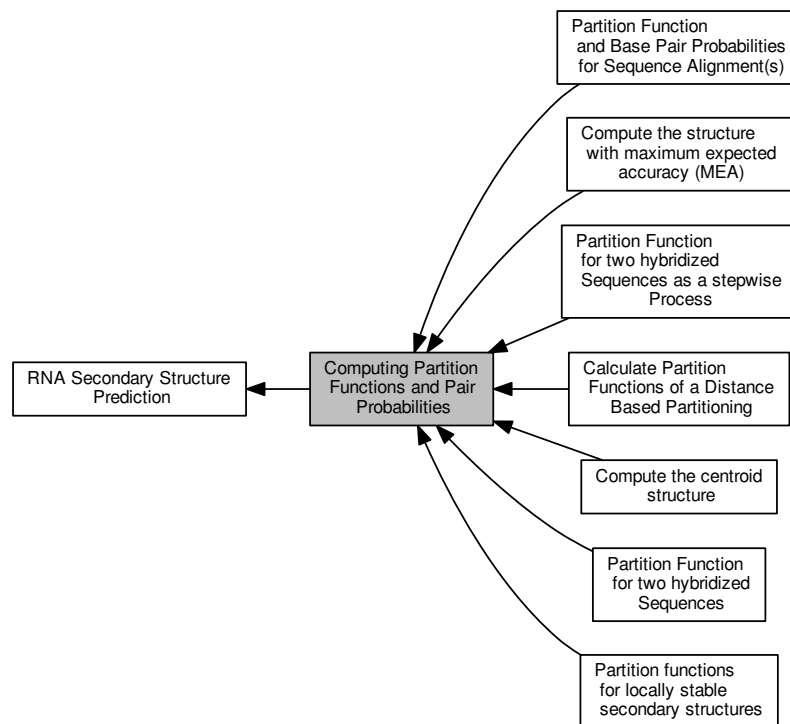 Partition Function
and Base Pair Probabilities
for Sequence Alignment(s)
Compute the structure
with maximum expected
accuracy (MEA)
Partition Function
for two hybridized
Sequences as a stepwise
Process
RNA Secondary Structure
Prediction
Computing Partition
Functions and Pair
Probabilities
Calculate Partition
Functions of a Distance
Based Partitioning
Compute the centroid
structure
Partition Function
for two hybridized
Sequences
Partition functions
for locally stable
secondary structures